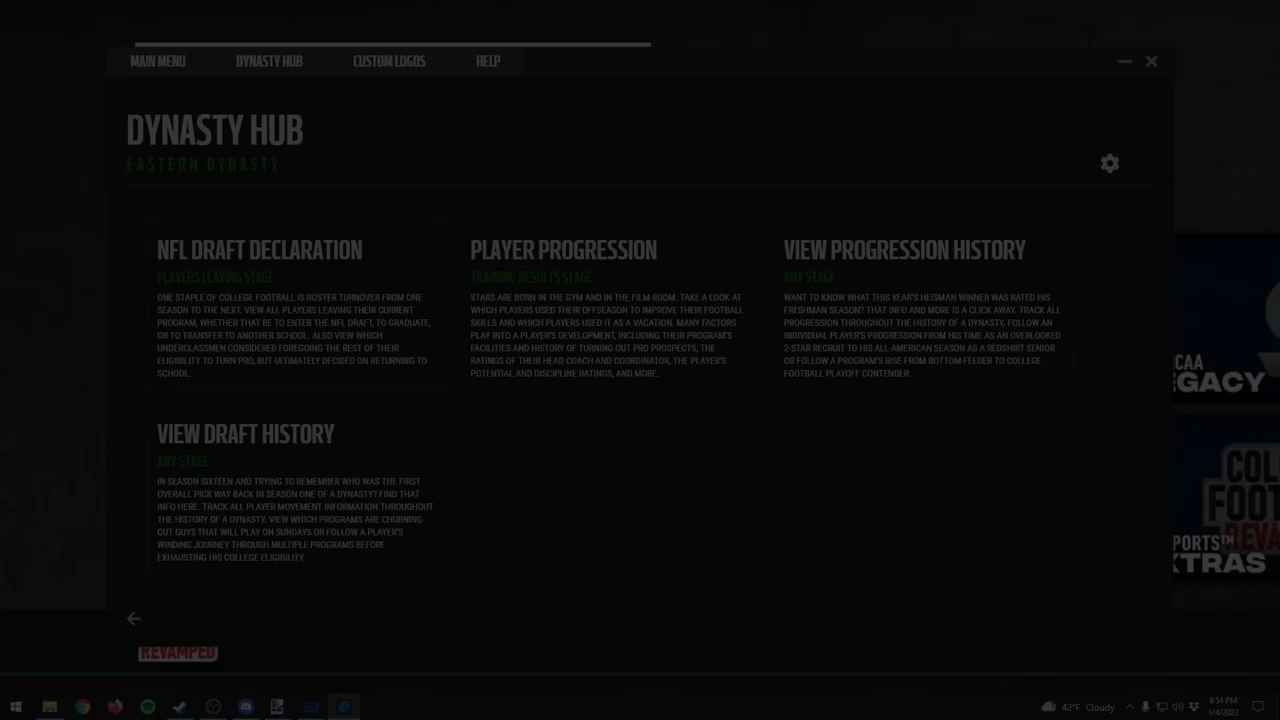 MAIN MENU DYNASTY HUB CUSTOM LOGOS HELP
DYNASTY HUB
EASTERN DYNASTY
NFL DRAFT DECLARATION
PLAYERS LEAVING STAGE
ONE STAPLE OF COLLEGE FOOTBALL IS ROSTER TURNOVER FROM ONE
SEASON TO THE NEXT. VIEW ALL PLAYERS LEAVING THEIR CURRENT
PROGRAM, WHETHER THAT BE TO ENTER THE NFL DRAFT, TO GRADUATE,
OR TO TRANSFER TO ANOTHER SCHOOL. ALSO VIEW WHICH
UNDERCLASSMEN CONSIDERED FOREGOING THE REST OF THEIR
ELIGIBILITY TO TURN PRO, BUT ULTIMATELY DECIDED ON RETURNING TO
SCHOOL.
PLAYER PROGRESSION
TRAINING RESULTS STAGE
STARS ARE BORN IN THE GYM AND IN THE FILM-ROOM. TAKE A LOOK AT
WHICH PLAYERS USED THEIR OFFSEASON TO IMPROVE THEIR FOOTBALL
SKILLS AND WHICH PLAYERS USED IT AS A VACATION. MANY FACTORS
PLAY INTO A PLAYER'S DEVELOPMENT, INCLUDING THEIR PROGRAM'S
FACILITIES AND HISTORY OF TURNING OUT PRO PROSPECTS, THE
RATINGS OF THEIR HEAD COACH AND COORDINATOR, THE PLAYER'S
POTENTIAL AND DISCIPLINE RATINGS, AND MORE.
VIEW PROGRESSION HISTORY
ANY STAGE
WANT TO KNOW WHAT THIS YEAR'S HEISMAN WINNER WAS RATED HIS
FRESHMAN SEASON? THAT INFO AND MORE IS A CLICK AWAY. TRACK ALL
PROGRESSION THROUGHOUT THE HISTORY OF A DYNASTY. FOLLOW AN
INDIVIDUAL PLAYER'S PROGRESSION FROM HIS TIME AS AN OVERLOOKED
2-STAR RECRUIT TO HIS ALL-AMERICAN SEASON AS A REDSHIRT SENIOR
OR FOLLOW A PROGRAM'S RISE FROM BOTTOM-FEEDER TO COLLEGE
FOOTBALL PLAYOFF CONTENDER.
VIEW DRAFT HISTORY
ANY STAGE
IN SEASON SIXTEEN AND TRYING TO REMEMBER WHO WAS THE FIRST
OVERALL PICK WAY BACK IN SEASON ONE OF A DYNASTY? FIND THAT
INFO HERE. TRACK ALL PLAYER MOVEMENT INFORMATION THROUGHOUT
THE HISTORY OF A DYNASTY. VIEW WHICH PROGRAMS ARE CHURNING
OUT GUYS THAT WILL PLAY ON SUNDAYS OR FOLLOW A PLAYER'S
WINDING JOURNEY THROUGH MULTIPLE PROGRAMS BEFORE
EXHAUSTING HIS COLLEGE ELIGIBILITY.
CAA
EGACY
COL
FOOT
REVA
PORTS™
XTRAS
REVAMPED
42°F Cloudy
8:54 PM
1/4/2022